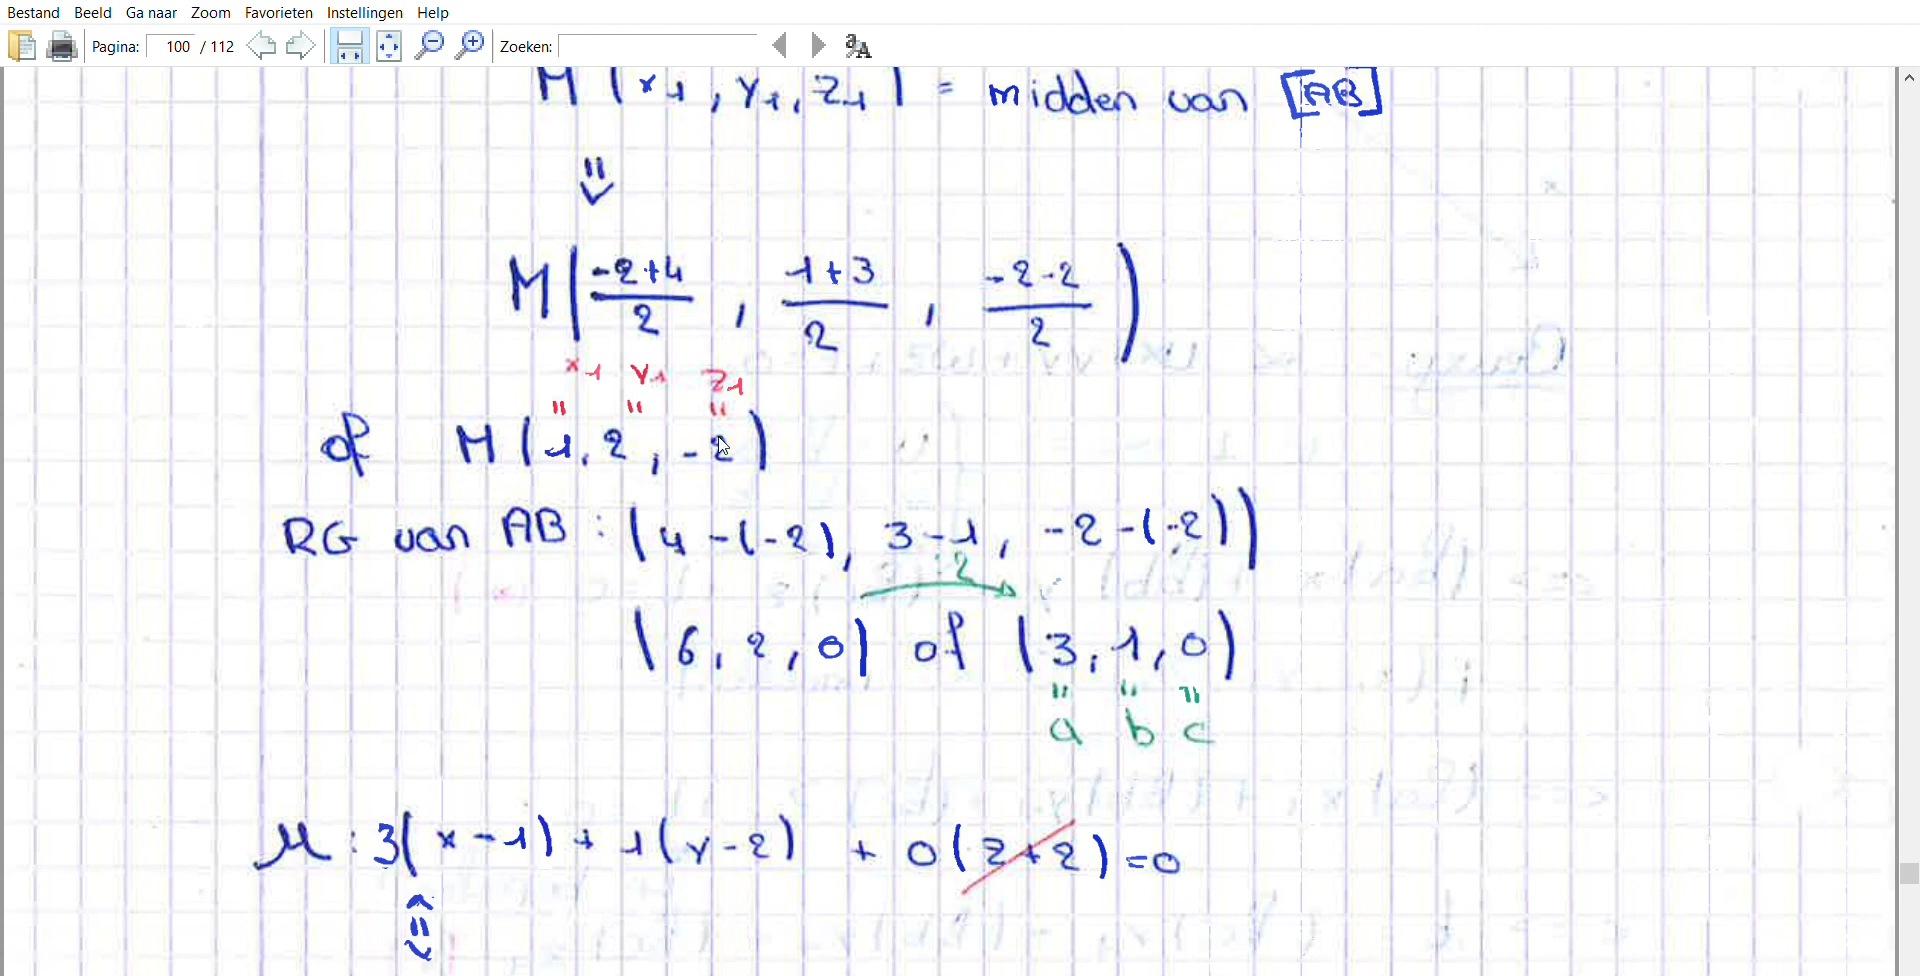 Bestand Beeld Ga naar Zoom Favorieten Instellingen Help
Pagina: 100 / 112 Zoeken:
M(x1, y1, z1) = midden van [AB]
⇓
M(-2+4/2, 1+3/2, -2-2/2)
x1 y1 z1
" " "
of M(1, 2, -2)
RG van AB: (4-(-2), 3-1, -2-(-2))
:2
(6, 2, 0) of (3, 1, 0)
" " "
a b c
μ: 3(x-1) + 1(y-2) + 0(z+2) = 0
⇕